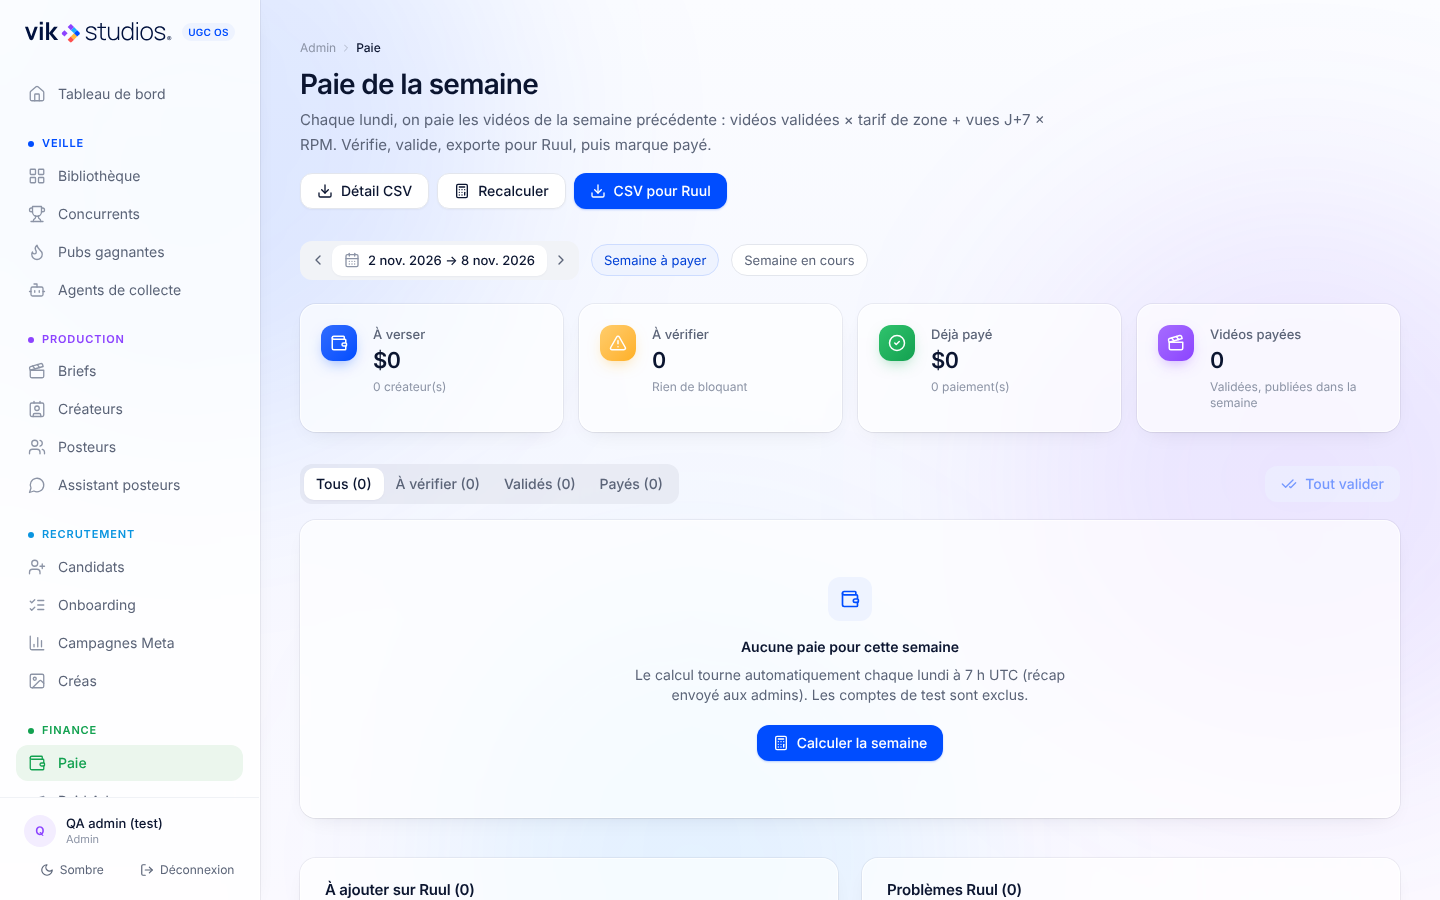 vik studios.
UGC OS
Tableau de bord
VEILLE
Bibliothèque
Concurrents
Pubs gagnantes
Agents de collecte
PRODUCTION
Briefs
Créateurs
Posteurs
Assistant posteurs
RECRUTEMENT
Candidats
Onboarding
Campagnes Meta
Créas
FINANCE
Paie
QA admin (test)
Q
Admin
Sombre
Déconnexion
Admin > Paie
Paie de la semaine
Chaque lundi, on paie les vidéos de la semaine précédente : vidéos validées × tarif de zone + vues J+7 ×
RPM. Vérifie, valide, exporte pour Ruul, puis marque payé.
Détail CSV
Recalculer
CSV pour Ruul
2 nov. 2026 → 8 nov. 2026
Semaine à payer
Semaine en cours
À verser
$0
0 créateur(s)
À vérifier
0
Rien de bloquant
Déjà payé
$0
0 paiement(s)
Vidéos payées
0
Validées, publiées dans la
semaine
Tous (0)
À vérifier (0)
Validés (0)
Payés (0)
Tout valider
Aucune paie pour cette semaine
Le calcul tourne automatiquement chaque lundi à 7 h UTC (récap
envoyé aux admins). Les comptes de test sont exclus.
Calculer la semaine
À ajouter sur Ruul (0)
Problèmes Ruul (0)